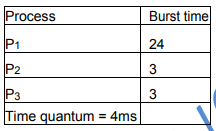 Process Burst time
P1 24
P2 3
P3 3
Time quantum = 4ms